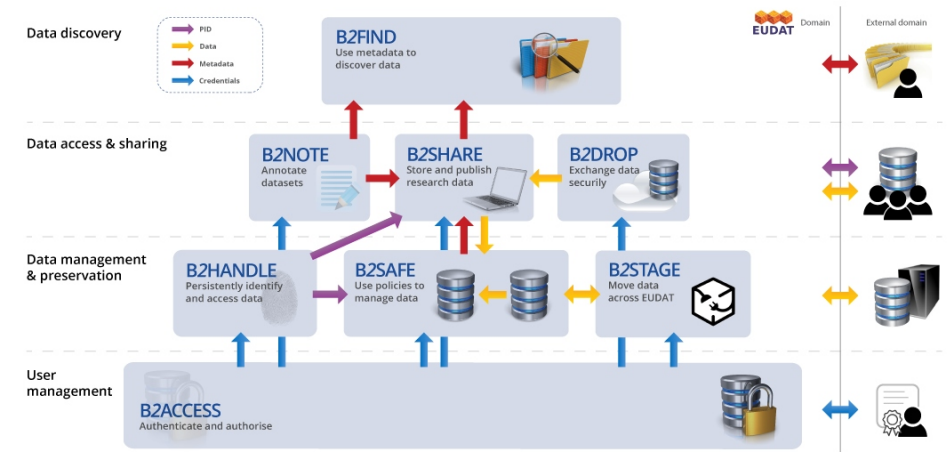 Data discovery
PID
Data
Metadata
Credentials
B2FIND
Use metadata to
discover data
EUDAT
Domain
External domain
Data access & sharing
B2NOTE
Annotate
datasets
B2SHARE
Store and publish
research data
B2DROP
Exchange data
securily
Data management
& preservation
B2HANDLE
Persistently identify
and access data
B2SAFE
Use policies to
manage data
B2STAGE
Move data
across EUDAT
User
management
B2ACCESS
Authenticate and authorise